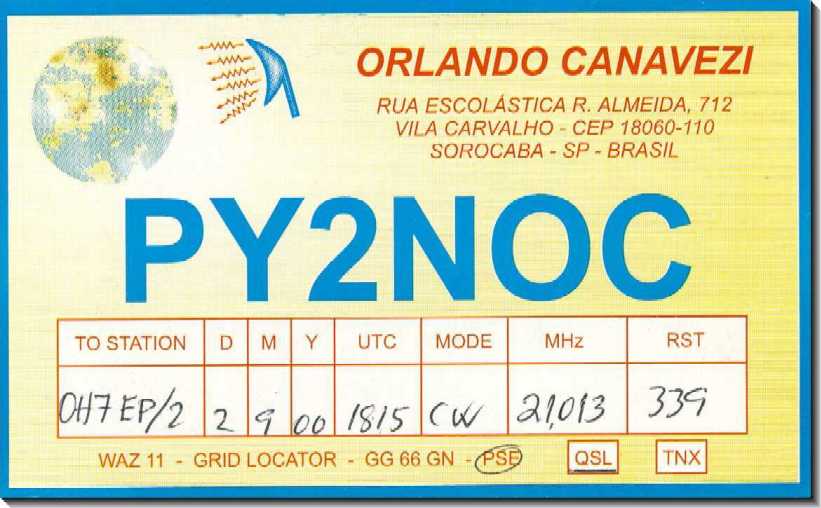 ORLANDO CANAVEZI
RUA ESCOLÁSTICA R. ALMEIDA, 712
VILA CARVALHO - CEP 18060-110
SOROCABA - SP - BRASIL
PY2NOC
TO STATION D M Y UTC MODE MHz RST
OH7EP/2 2 9 00 1815 CW 21,013 339
WAZ 11 - GRID LOCATOR - GG 66 GN - PSE QSL TNX